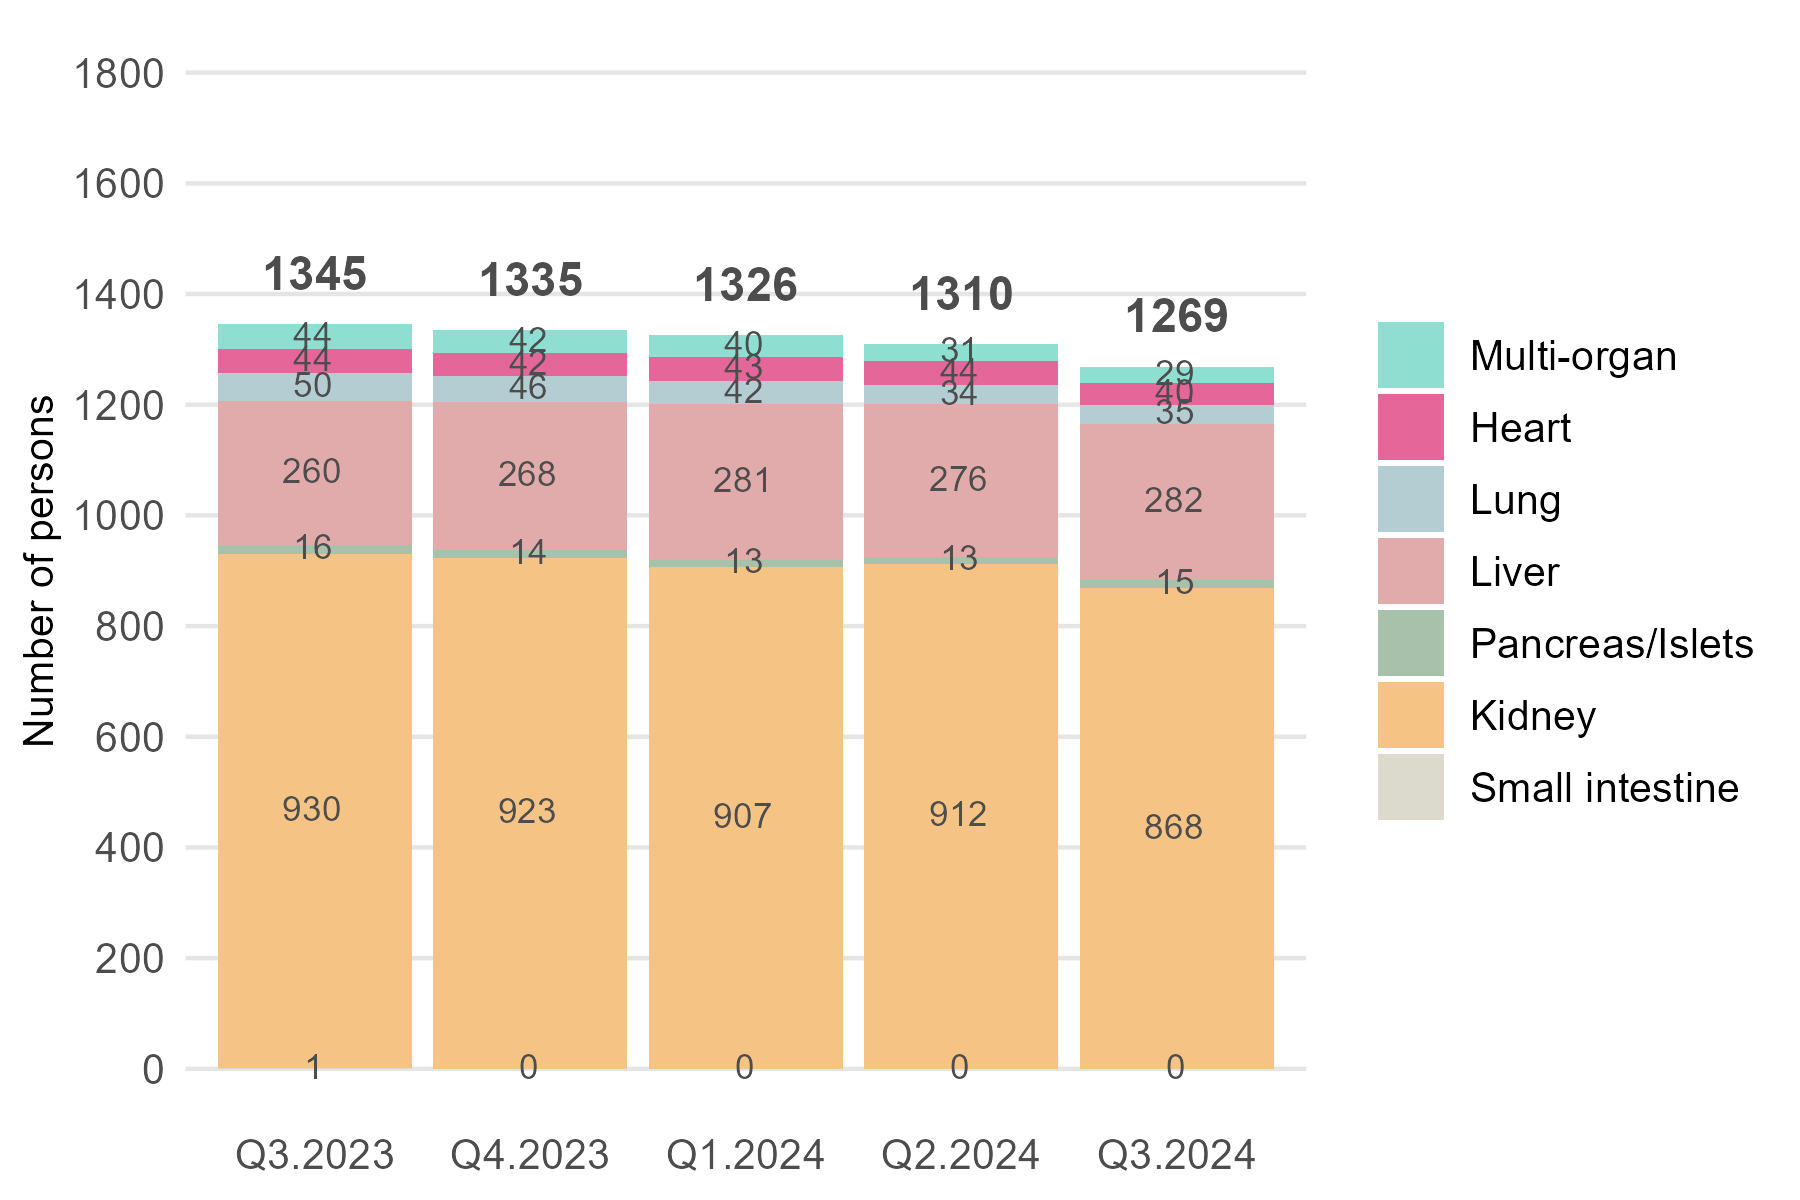 Number of persons
1800
1600
1400
1200
1000
800
600
400
200
0
1345 1335 1326 1310 1269
44 42 40 31 29
44 42 43 44 40
50 46 42 34 35
260 268 281 276 282
16 14 13 13 15
930 923 907 912 868
1 0 0 0 0
Q3.2023 Q4.2023 Q1.2024 Q2.2024 Q3.2024
Multi-organ
Heart
Lung
Liver
Pancreas/Islets
Kidney
Small intestine